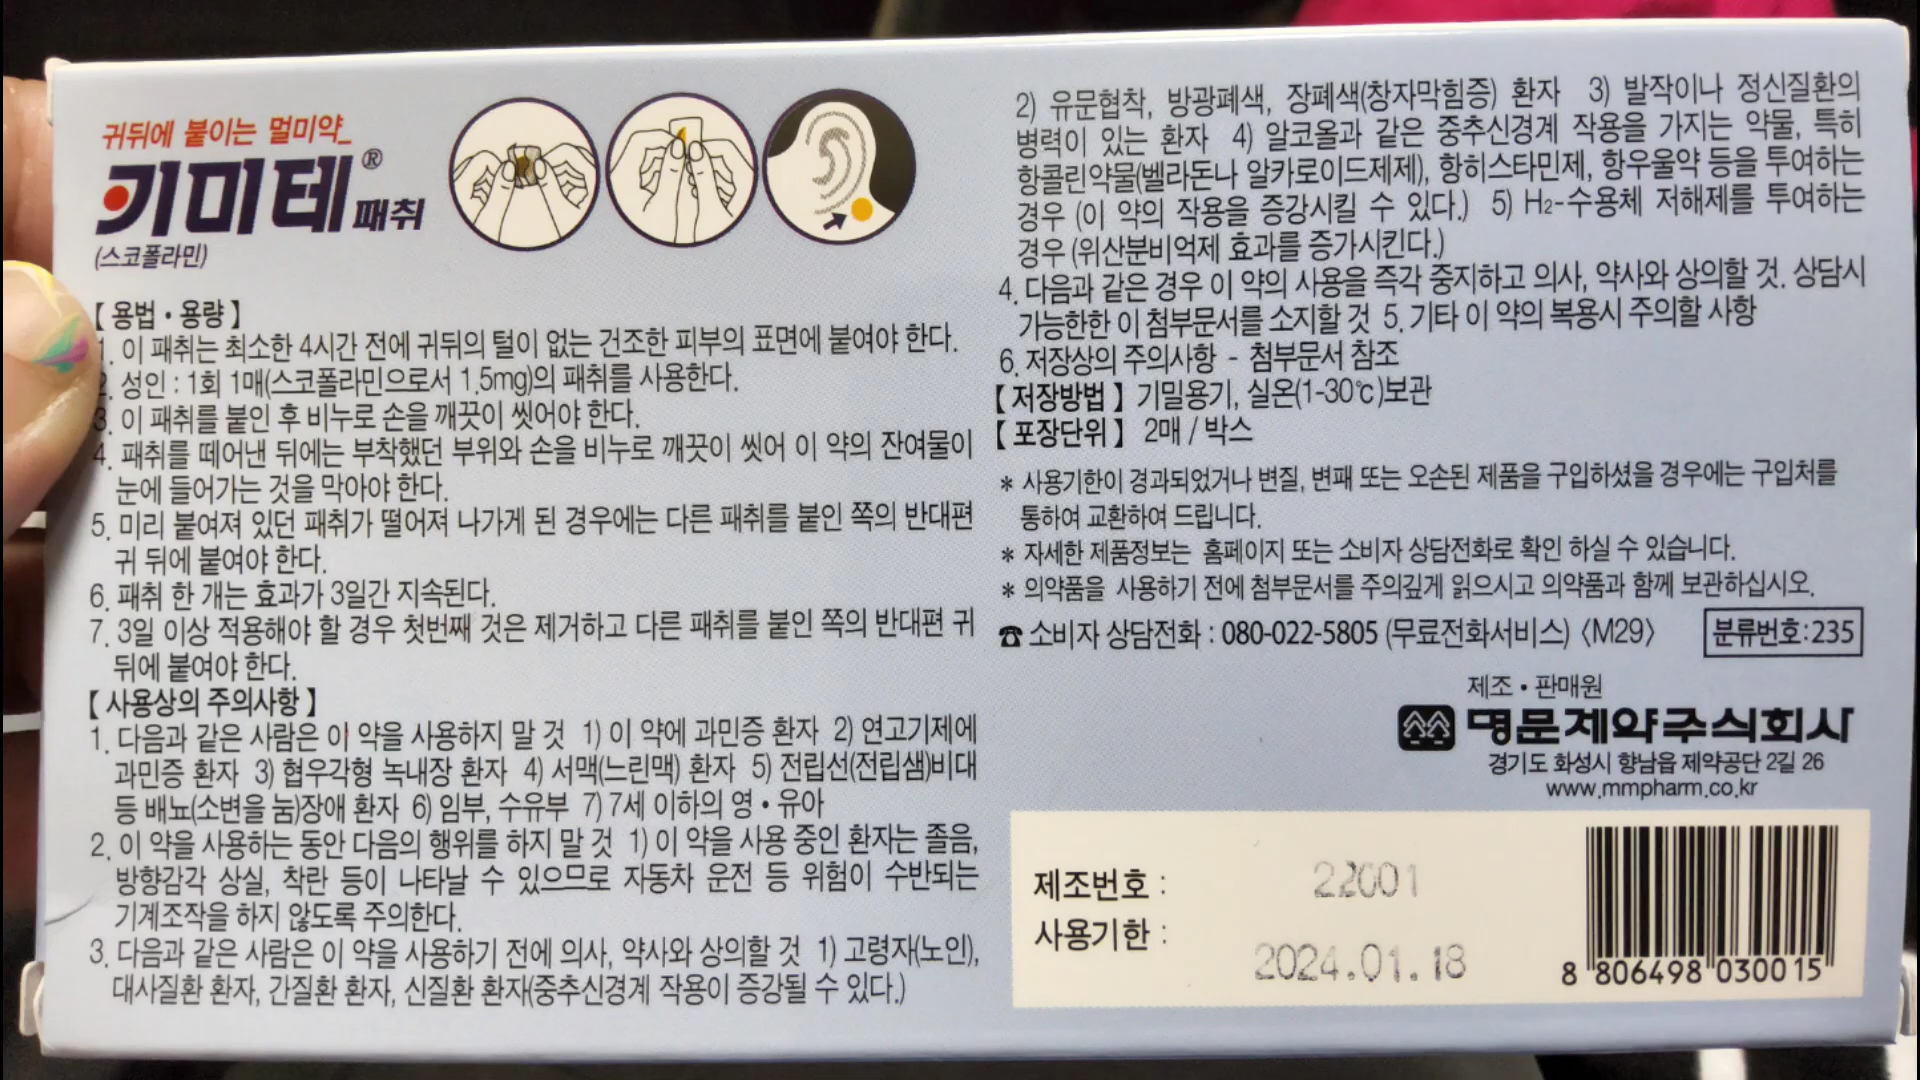 귀뒤에 붙이는 멀미약_
키미테® 패취
(스코폴라민)
【 용법 • 용량 】
1. 이 패취는 최소한 4시간 전에 귀뒤의 털이 없는 건조한 피부의 표면에 붙여야 한다.
2. 성인 : 1회 1매(스코폴라민으로서 1.5mg)의 패취를 사용한다.
3. 이 패취를 붙인 후 비누로 손을 깨끗이 씻어야 한다.
4. 패취를 떼어낸 뒤에는 부착했던 부위와 손을 비누로 깨끗이 씻어 이 약의 잔여물이
눈에 들어가는 것을 막아야 한다.
5. 미리 붙여져 있던 패취가 떨어져 나가게 된 경우에는 다른 패취를 붙인 쪽의 반대편
귀 뒤에 붙여야 한다.
6. 패취 한 개는 효과가 3일간 지속된다.
7. 3일 이상 적용해야 할 경우 첫번째 것은 제거하고 다른 패취를 붙인 쪽의 반대편 귀
뒤에 붙여야 한다.
【 사용상의 주의사항 】
1. 다음과 같은 사람은 이 약을 사용하지 말 것 1) 이 약에 과민증 환자 2) 연고기제에
과민증 환자 3) 협우각형 녹내장 환자 4) 서맥(느린맥) 환자 5) 전립선(전립샘)비대
등 배뇨(소변을 눔)장애 환자 6) 임부, 수유부 7) 7세 이하의 영 • 유아
2. 이 약을 사용하는 동안 다음의 행위를 하지 말 것 1) 이 약을 사용 중인 환자는 졸음,
방향감각 상실, 착란 등이 나타날 수 있으므로 자동차 운전 등 위험이 수반되는
기계조작을 하지 않도록 주의한다.
3. 다음과 같은 사람은 이 약을 사용하기 전에 의사, 약사와 상의할 것 1) 고령자(노인),
대사질환 환자, 간질환 환자, 신질환 환자(중추신경계 작용이 증강될 수 있다.)
2) 유문협착, 방광폐색, 장폐색(창자막힘증) 환자 3) 발작이나 정신질환의
병력이 있는 환자 4) 알코올과 같은 중추신경계 작용을 가지는 약물, 특히
항콜린약물(벨라돈나 알카로이드제제), 항히스타민제, 항우울약 등을 투여하는
경우 (이 약의 작용을 증강시킬 수 있다.) 5) H2-수용체 저해제를 투여하는
경우 (위산분비억제 효과를 증가시킨다.)
4. 다음과 같은 경우 이 약의 사용을 즉각 중지하고 의사, 약사와 상의할 것. 상담시
가능한한 이 첨부문서를 소지할 것 5. 기타 이 약의 복용시 주의할 사항
6. 저장상의 주의사항 - 첨부문서 참조
【 저장방법 】 기밀용기, 실온(1-30℃)보관
【 포장단위 】 2매 / 박스
* 사용기한이 경과되었거나 변질, 변패 또는 오손된 제품을 구입하셨을 경우에는 구입처를
통하여 교환하여 드립니다.
* 자세한 제품정보는 홈페이지 또는 소비자 상담전화로 확인 하실 수 있습니다.
* 의약품을 사용하기 전에 첨부문서를 주의깊게 읽으시고 의약품과 함께 보관하십시오.
☎ 소비자 상담전화 : 080-022-5805 (무료전화서비스) 〈M29〉
분류번호:235
제조 • 판매원
명문제약주식회사
경기도 화성시 향남읍 제약공단 2길 26
www.mmpharm.co.kr
제조번호 : 22001
사용기한 : 2024.01.18
8 806498 030015